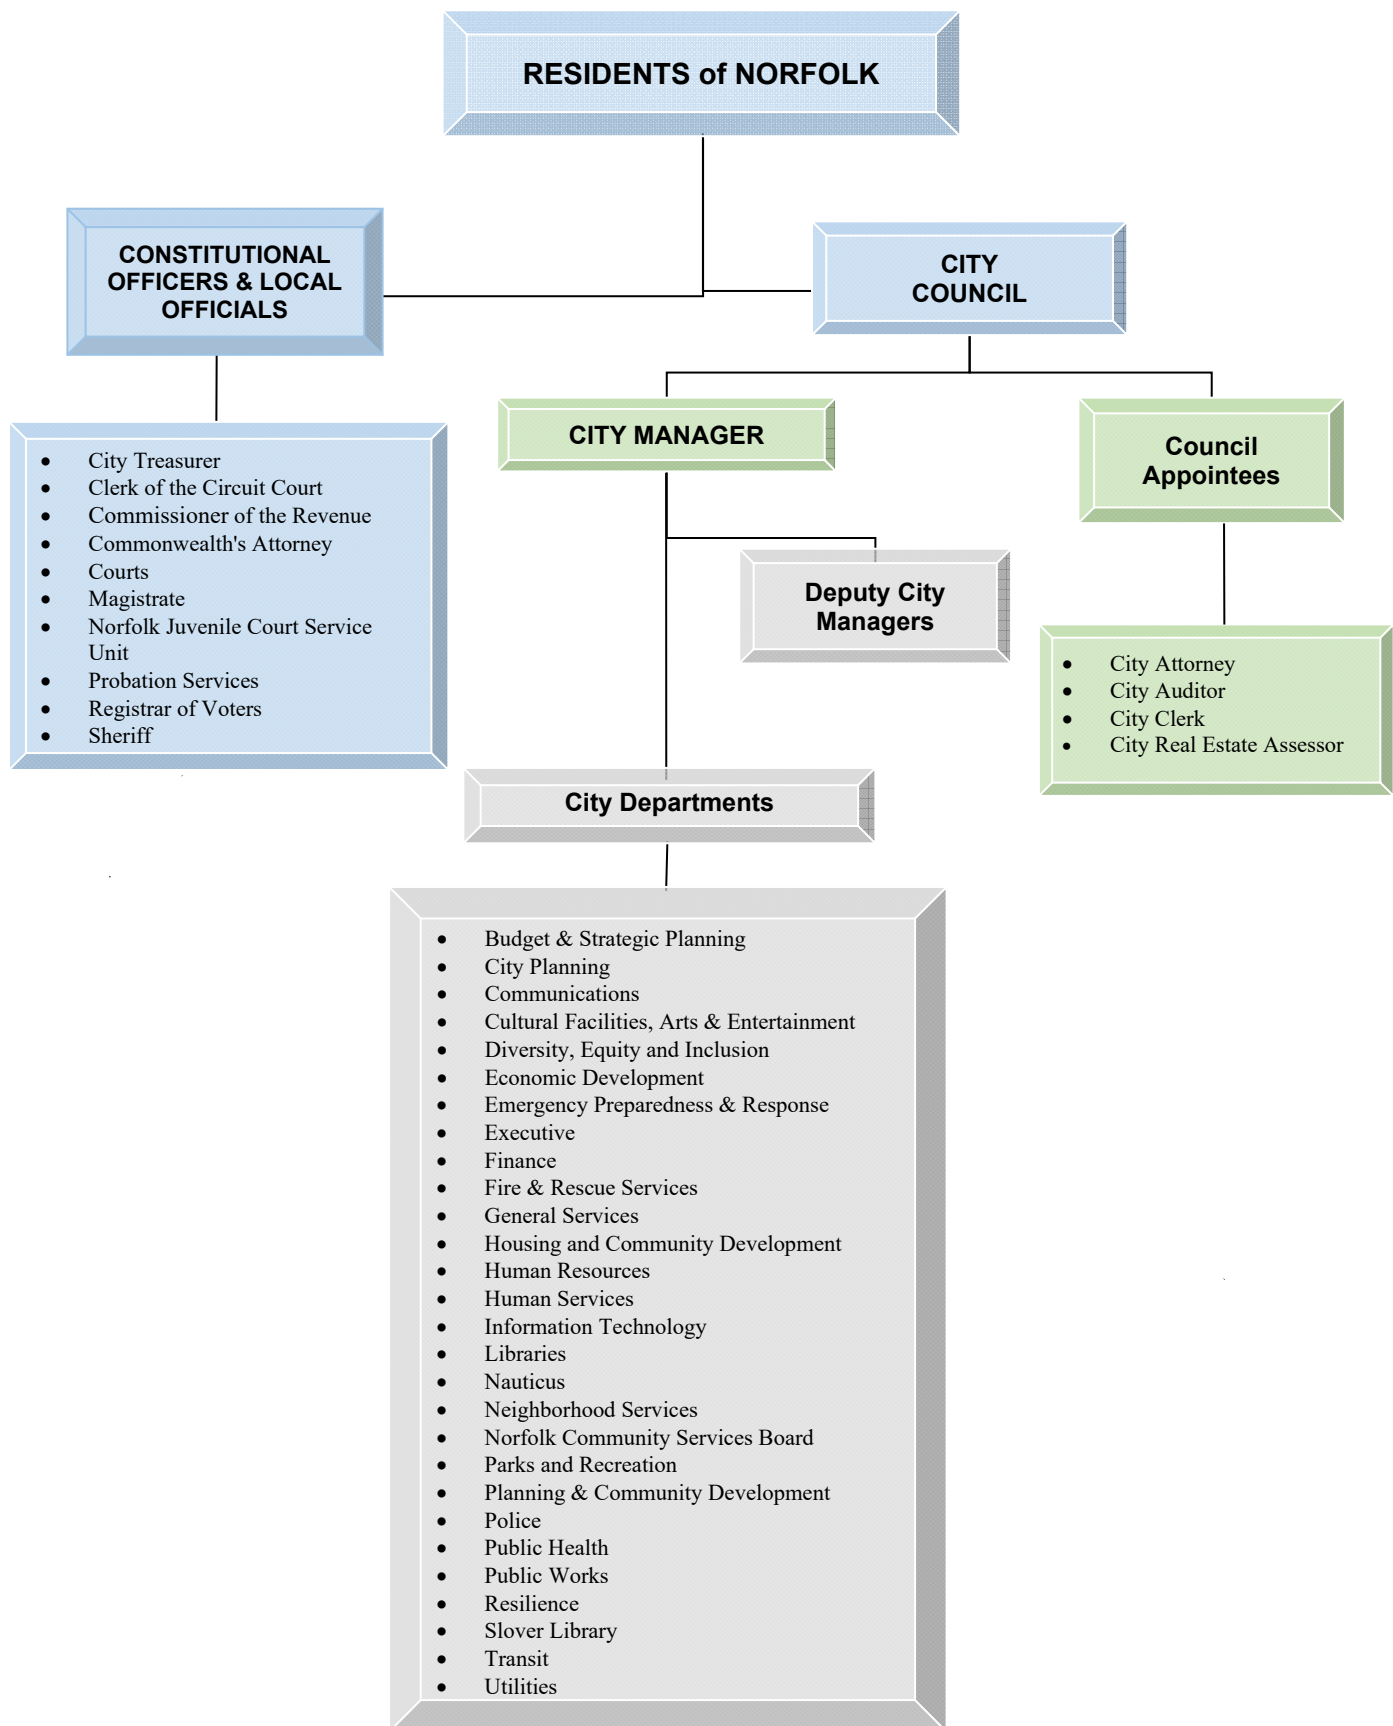 RESIDENTS of NORFOLK
CONSTITUTIONAL
OFFICERS & LOCAL
OFFICIALS
CITY
COUNCIL
CITY MANAGER
Council
Appointees
• City Treasurer
• Clerk of the Circuit Court
• Commissioner of the Revenue
• Commonwealth's Attorney
• Courts
• Magistrate
• Norfolk Juvenile Court Service
Unit
• Probation Services
• Registrar of Voters
• Sheriff
Deputy City
Managers
• City Attorney
• City Auditor
• City Clerk
• City Real Estate Assessor
City Departments
• Budget & Strategic Planning
• City Planning
• Communications
• Cultural Facilities, Arts & Entertainment
• Diversity, Equity and Inclusion
• Economic Development
• Emergency Preparedness & Response
• Executive
• Finance
• Fire & Rescue Services
• General Services
• Housing and Community Development
• Human Resources
• Human Services
• Information Technology
• Libraries
• Nauticus
• Neighborhood Services
• Norfolk Community Services Board
• Parks and Recreation
• Planning & Community Development
• Police
• Public Health
• Public Works
• Resilience
• Slover Library
• Transit
• Utilities